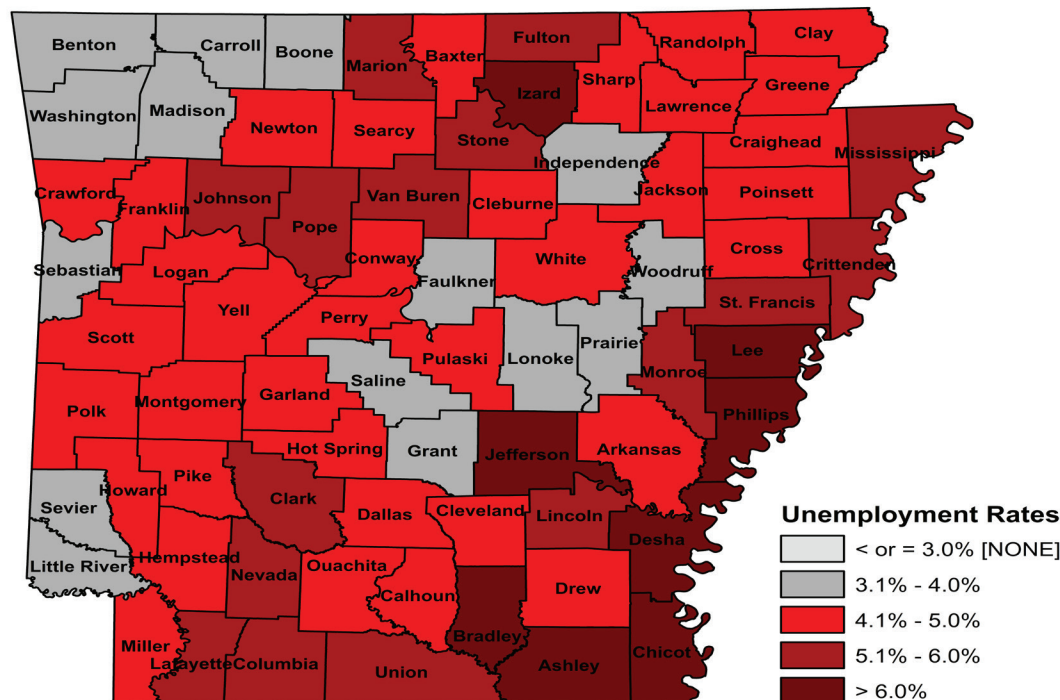 Benton
Carroll
Boone
Marion
Baxter
Fulton
Randolph
Clay
Sharp
Izard
Greene
Lawrence
Washington
Madison
Newton
Searcy
Stone
Independence
Craighead
Mississippi
Crawford
Franklin
Johnson
Pope
Van Buren
Cleburne
Jackson
Poinsett
Sebastian
Logan
Conway
Faulkner
White
Woodruff
Cross
Crittenden
Scott
Yell
Perry
Pulaski
Lonoke
Prairie
St. Francis
Lee
Monroe
Phillips
Polk
Montgomery
Garland
Saline
Hot Spring
Grant
Jefferson
Arkansas
Sevier
Howard
Pike
Clark
Dallas
Cleveland
Lincoln
Desha
Little River
Hempstead
Nevada
Ouachita
Calhoun
Bradley
Drew
Chicot
Miller
Lafayette
Columbia
Union
Ashley
Unemployment Rates
< or = 3.0% [NONE]
3.1% - 4.0%
4.1% - 5.0%
5.1% - 6.0%
> 6.0%